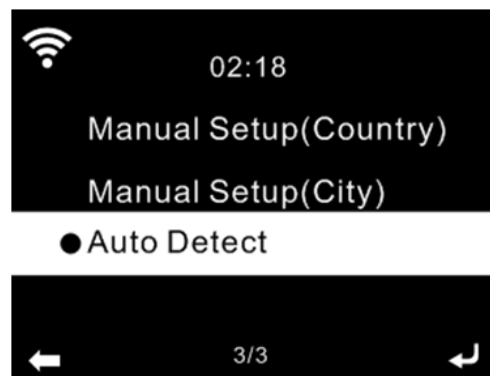 02:18
Manual Setup(Country)
Manual Setup(City)
Auto Detect
3/3